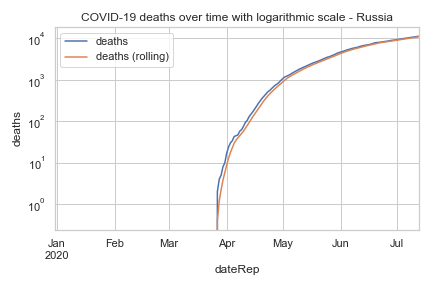 COVID-19 deaths over time with logarithmic scale - Russia
deaths
deaths (rolling)
10^4
10^3
10^2
10^1
10^0
deaths
Jan Feb Mar Apr May Jun Jul
2020
dateRep